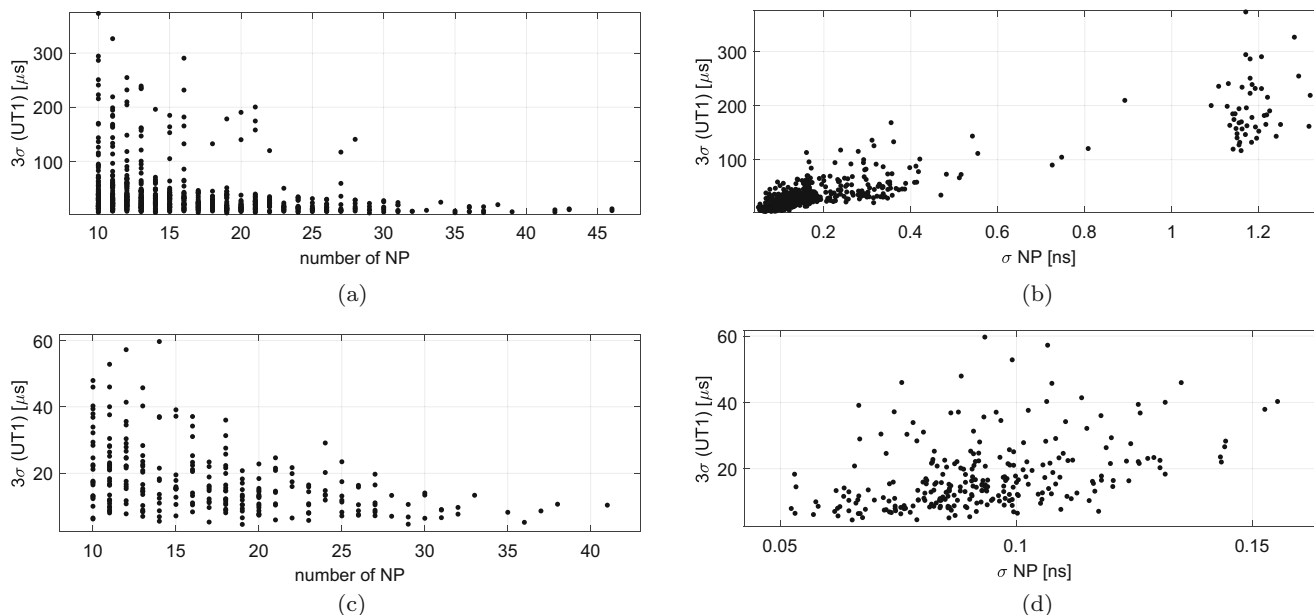 3σ (UT1) [μs]
300
200
100
10 15 20 25 30 35 40 45
number of NP
(a)
3σ (UT1) [μs]
300
200
100
0.2 0.4 0.6 0.8 1 1.2
σ NP [ns]
(b)
3σ (UT1) [μs]
60
40
20
10 15 20 25 30 35 40
number of NP
(c)
3σ (UT1) [μs]
60
40
20
0.05 0.1 0.15
σ NP [ns]
(d)